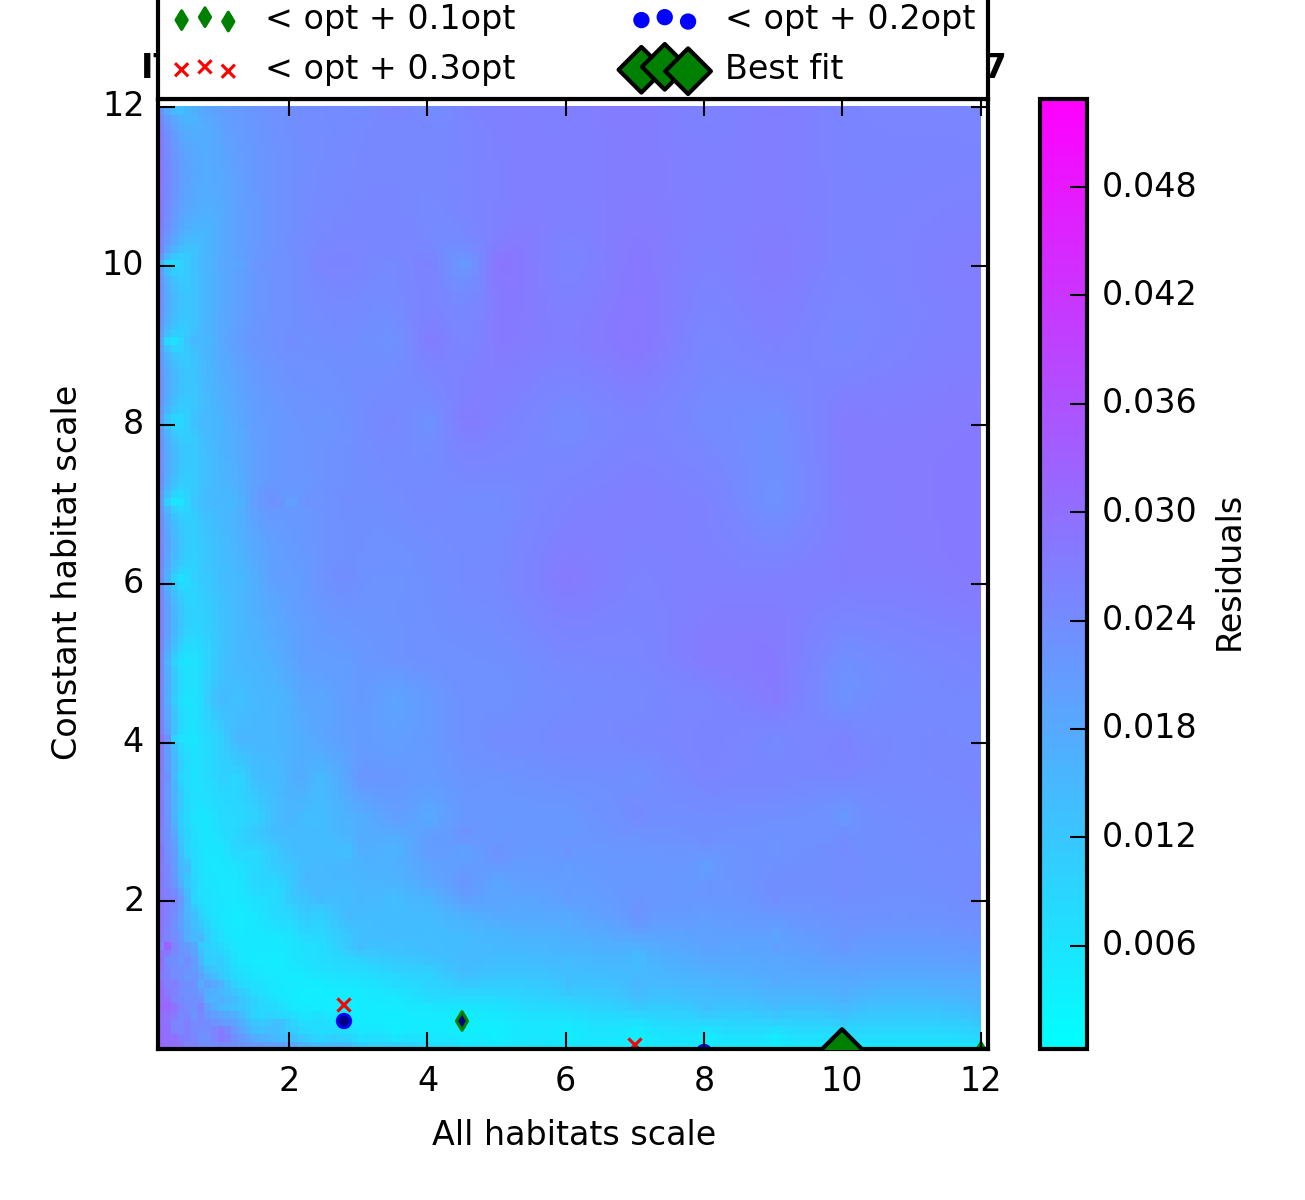 < opt + 0.1opt < opt + 0.2opt
< opt + 0.3opt Best fit
7
12
10
8
6
4
2
2 4 6 8 10 12
Constant habitat scale
All habitats scale
0.048
0.042
0.036
0.030
0.024
0.018
0.012
0.006
Residuals